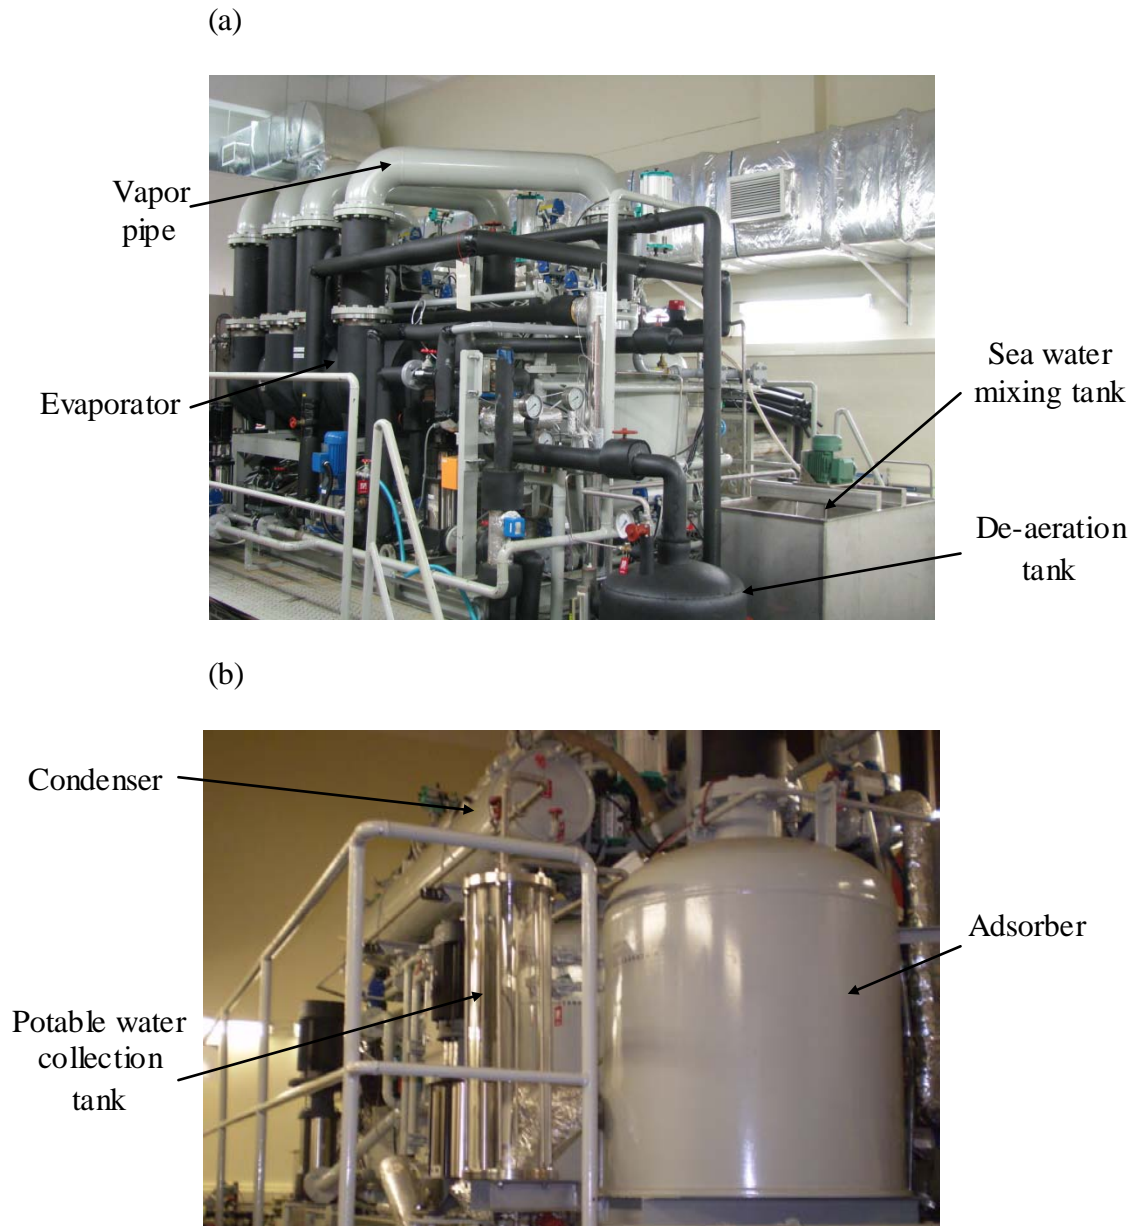 (a)
Vapor
pipe
Evaporator
Sea water
mixing tank
De-aeration
tank
(b)
Condenser
Adsorber
Potable water
collection
tank